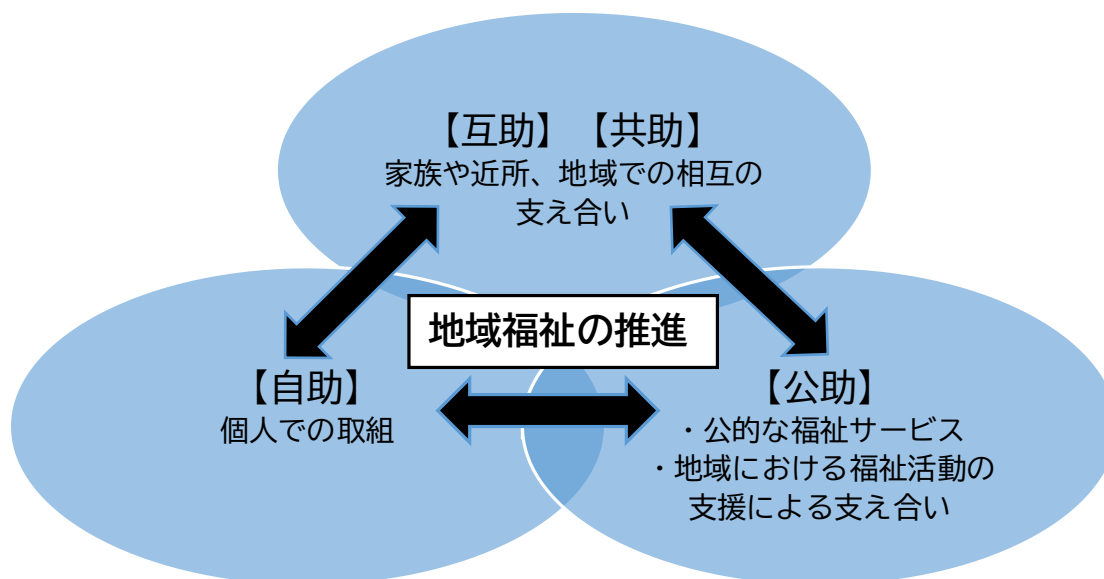 【互助】【共助】
家族や近所、地域での相互の
支え合い
地域福祉の推進
【自助】
個人での取組
【公助】
・公的な福祉サービス
・地域における福祉活動の
支援による支え合い